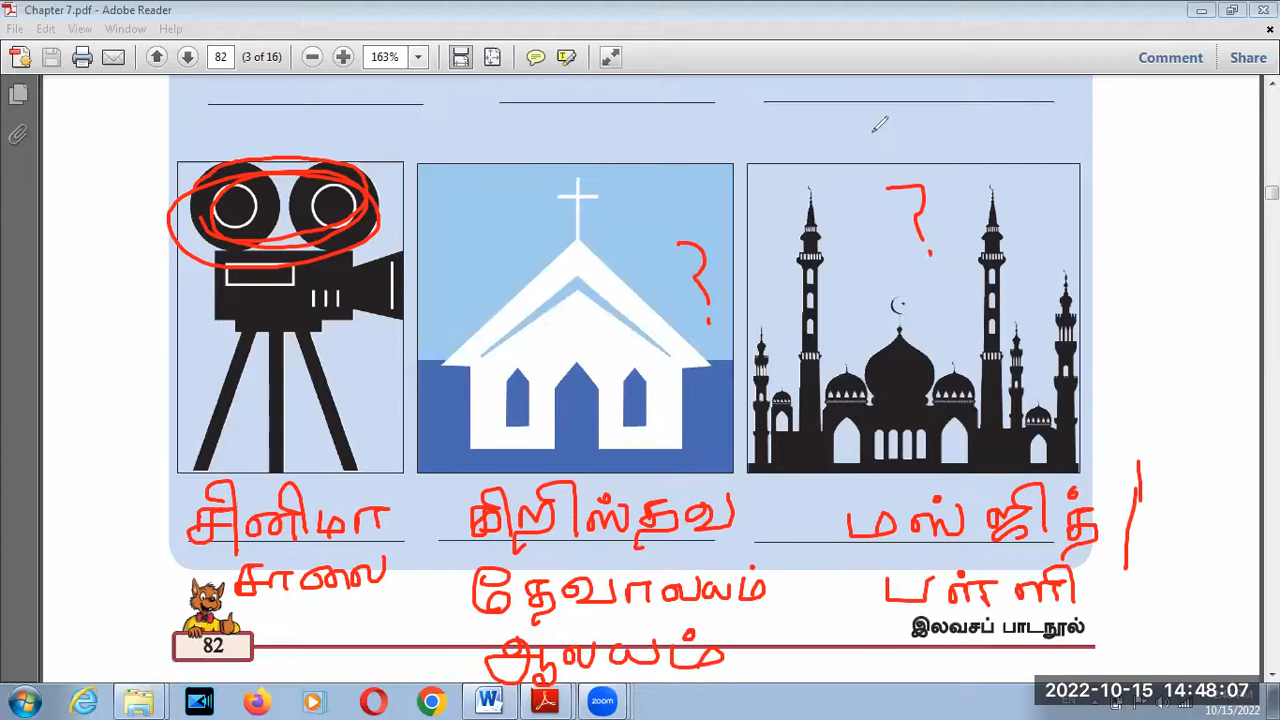 Chapter 7.pdf - Adobe Reader
File Edit View Window Help
82 (3 of 16) 163% Comment Share
?
?
சினிமா
சாலை
கிறிஸ்தவ
தேவாலயம்
ஆலயம்
மஸ்ஜித் /
பள்ளி
இலவசப் பாடநூல்
82
2022-10-15 14:48:07
10/15/2022